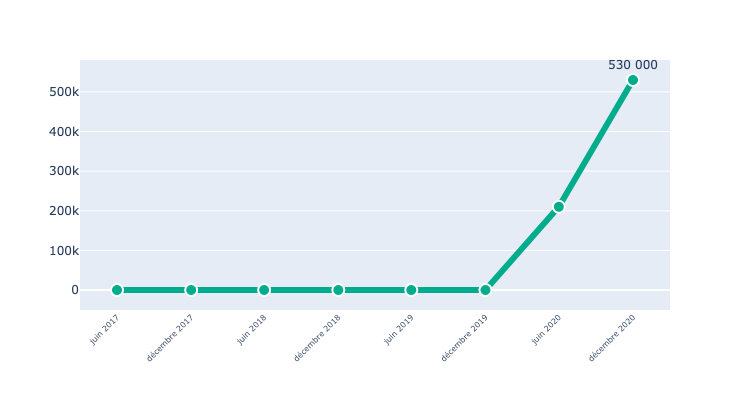 530 000
500k
400k
300k
200k
100k
0
juin 2017
décembre 2017
juin 2018
décembre 2018
juin 2019
décembre 2019
juin 2020
décembre 2020